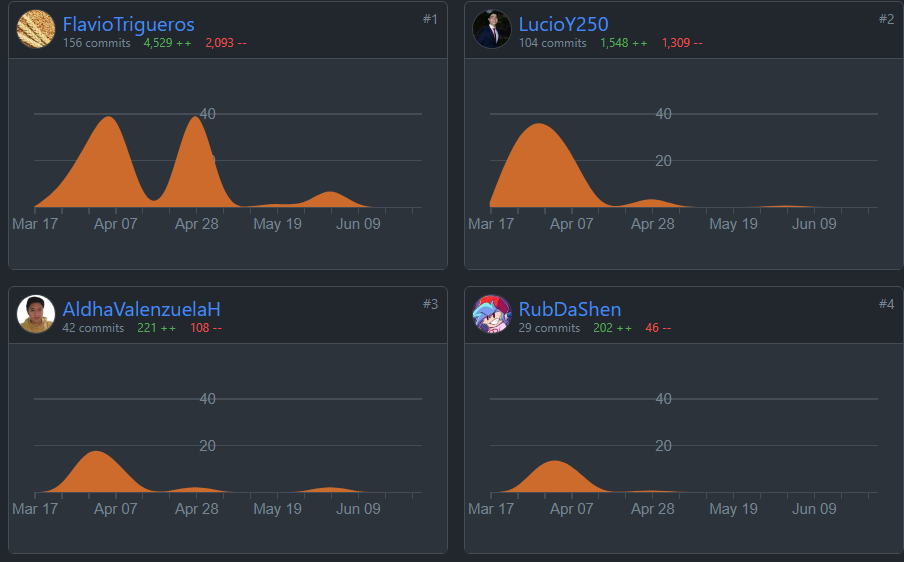 FlavioTrigueros #1
156 commits 4,529 ++ 2,093 --
40
Mar 17 Apr 07 Apr 28 May 19 Jun 09
LucioY250 #2
104 commits 1,548 ++ 1,309 --
40
20
Mar 17 Apr 07 Apr 28 May 19 Jun 09
AldhaValenzuelaH #3
42 commits 221 ++ 108 --
40
20
Mar 17 Apr 07 Apr 28 May 19 Jun 09
RubDaShen #4
29 commits 202 ++ 46 --
40
20
Mar 17 Apr 07 Apr 28 May 19 Jun 09